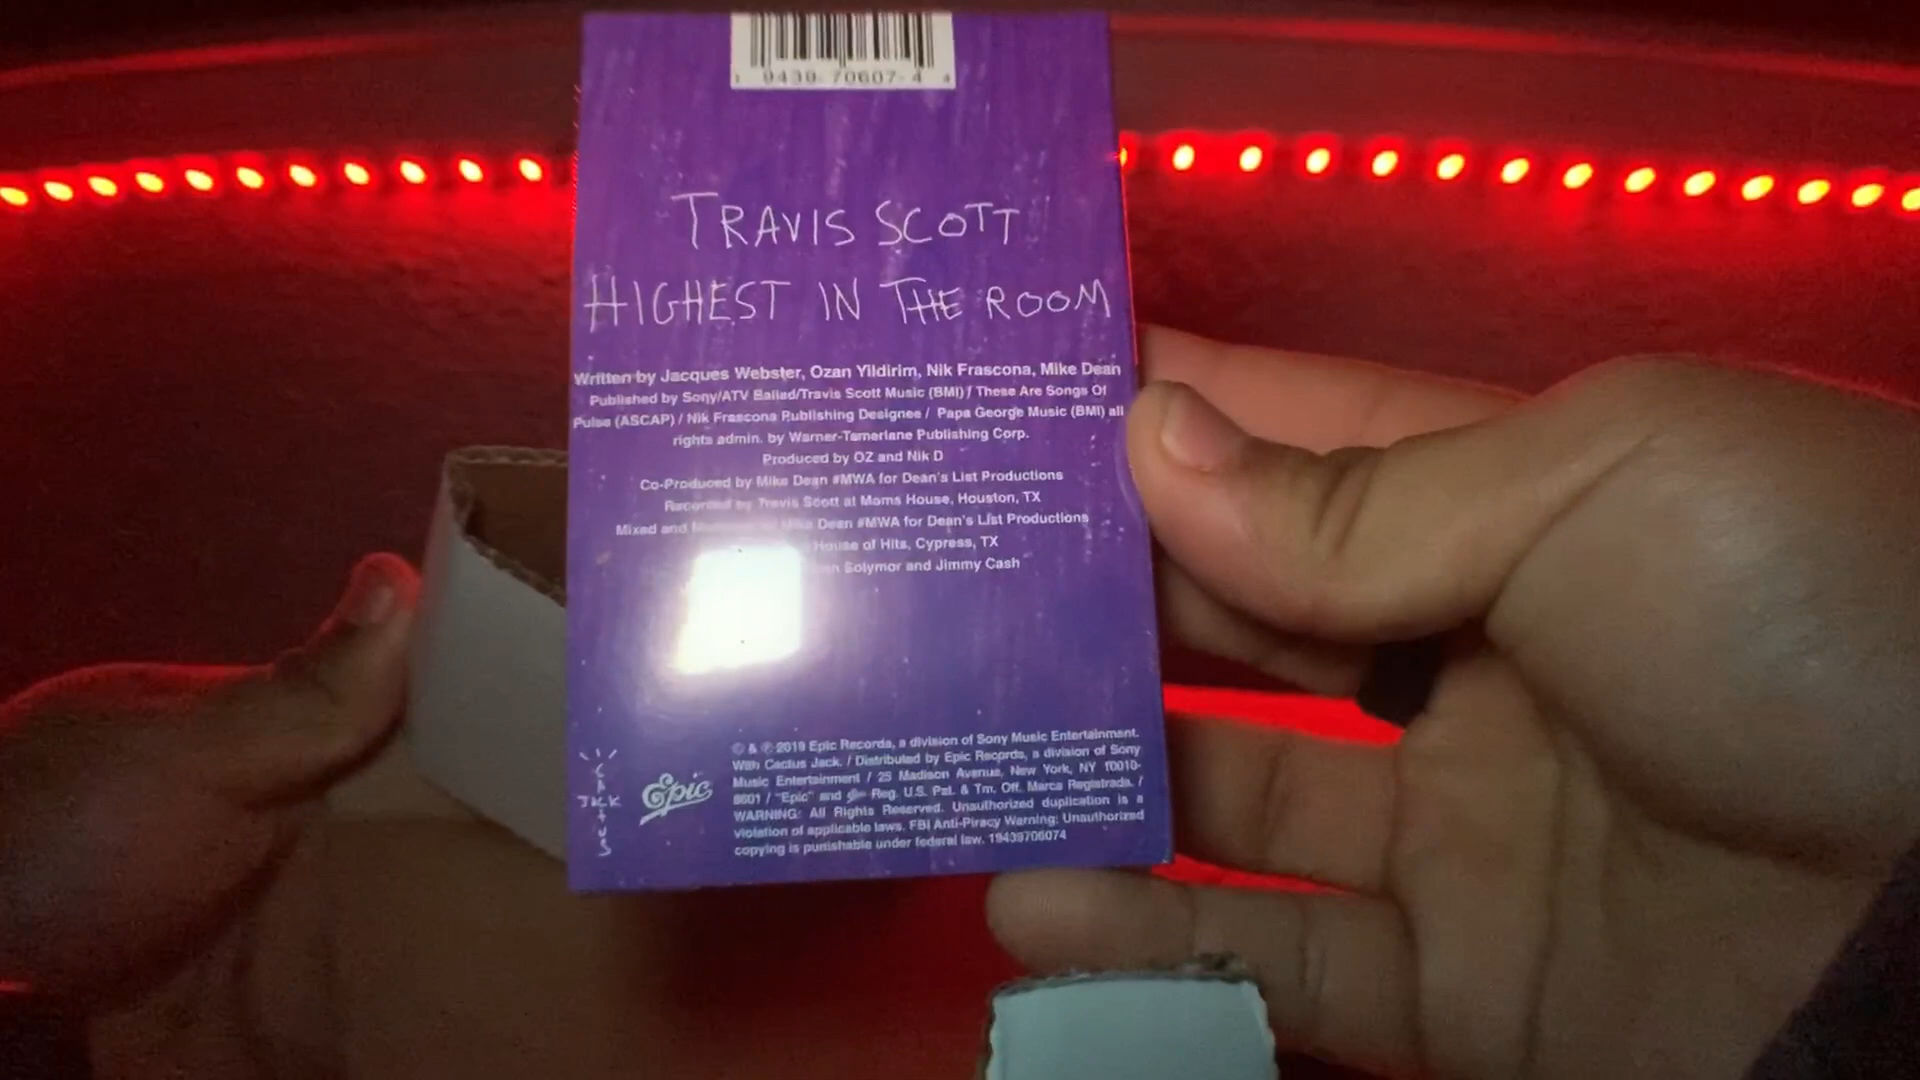 1 9439-70607-4 4
TRAVIS SCOTT
HIGHEST IN THE ROOM
Written by Jacques Webster, Ozan Yildirim, Nik Frascona, Mike Dean
Published by Sony/ATV Ballad/Travis Scott Music (BMI) / These Are Songs Of
Pulse (ASCAP) / Nik Frascona Publishing Designee / Papa George Music (BMI) all
rights admin. by Warner-Tamerlane Publishing Corp.
Produced by OZ and Nik D
Co-Produced by Mike Dean #MWA for Dean's List Productions
Recorded by Travis Scott at Moms House, Houston, TX
Mixed and Mike Dean #MWA for Dean's List Productions
House of Hits, Cypress, TX
Solymar and Jimmy Cash
© & ℗ 2019 Epic Records, a division of Sony Music Entertainment.
With Cactus Jack. / Distributed by Epic Records, a division of Sony
Music Entertainment / 25 Madison Avenue, New York, NY 10010-
8601 / "Epic" and Reg. U.S. Pat. & Tm. Off. Marca Registrada. /
WARNING: All Rights Reserved. Unauthorized duplication is a
violation of applicable laws. FBI Anti-Piracy Warning: Unauthorized
copying is punishable under federal law. 19439706074
CACTUS
JACK
Epic